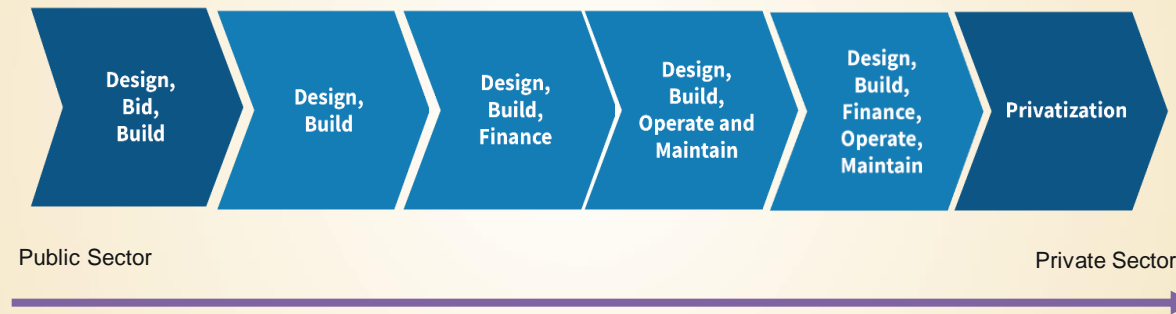 Design,
Bid,
Build
Design,
Build
Design,
Build,
Finance
Design,
Build,
Operate and
Maintain
Design,
Build,
Finance,
Operate,
Maintain
Privatization
Public Sector
Private Sector